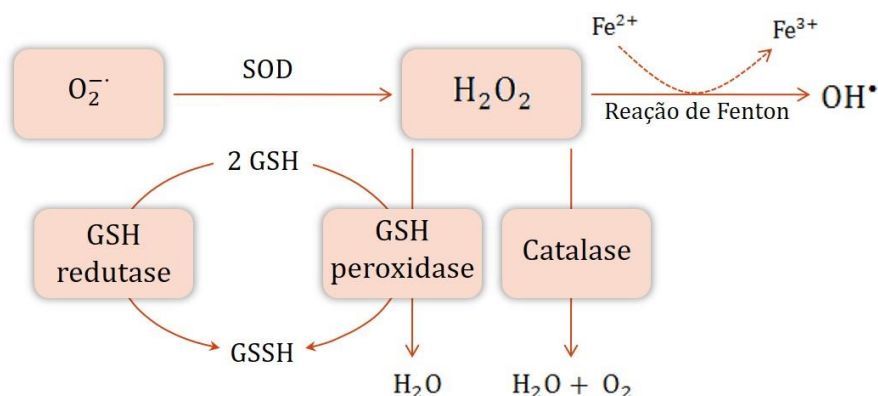 Fe²⁺
Fe³⁺
O₂⁻·
SOD
H₂O₂
Reação de Fenton
OH•
2 GSH
GSH
redutase
GSH
peroxidase
Catalase
GSSH
H₂O
H₂O + O₂